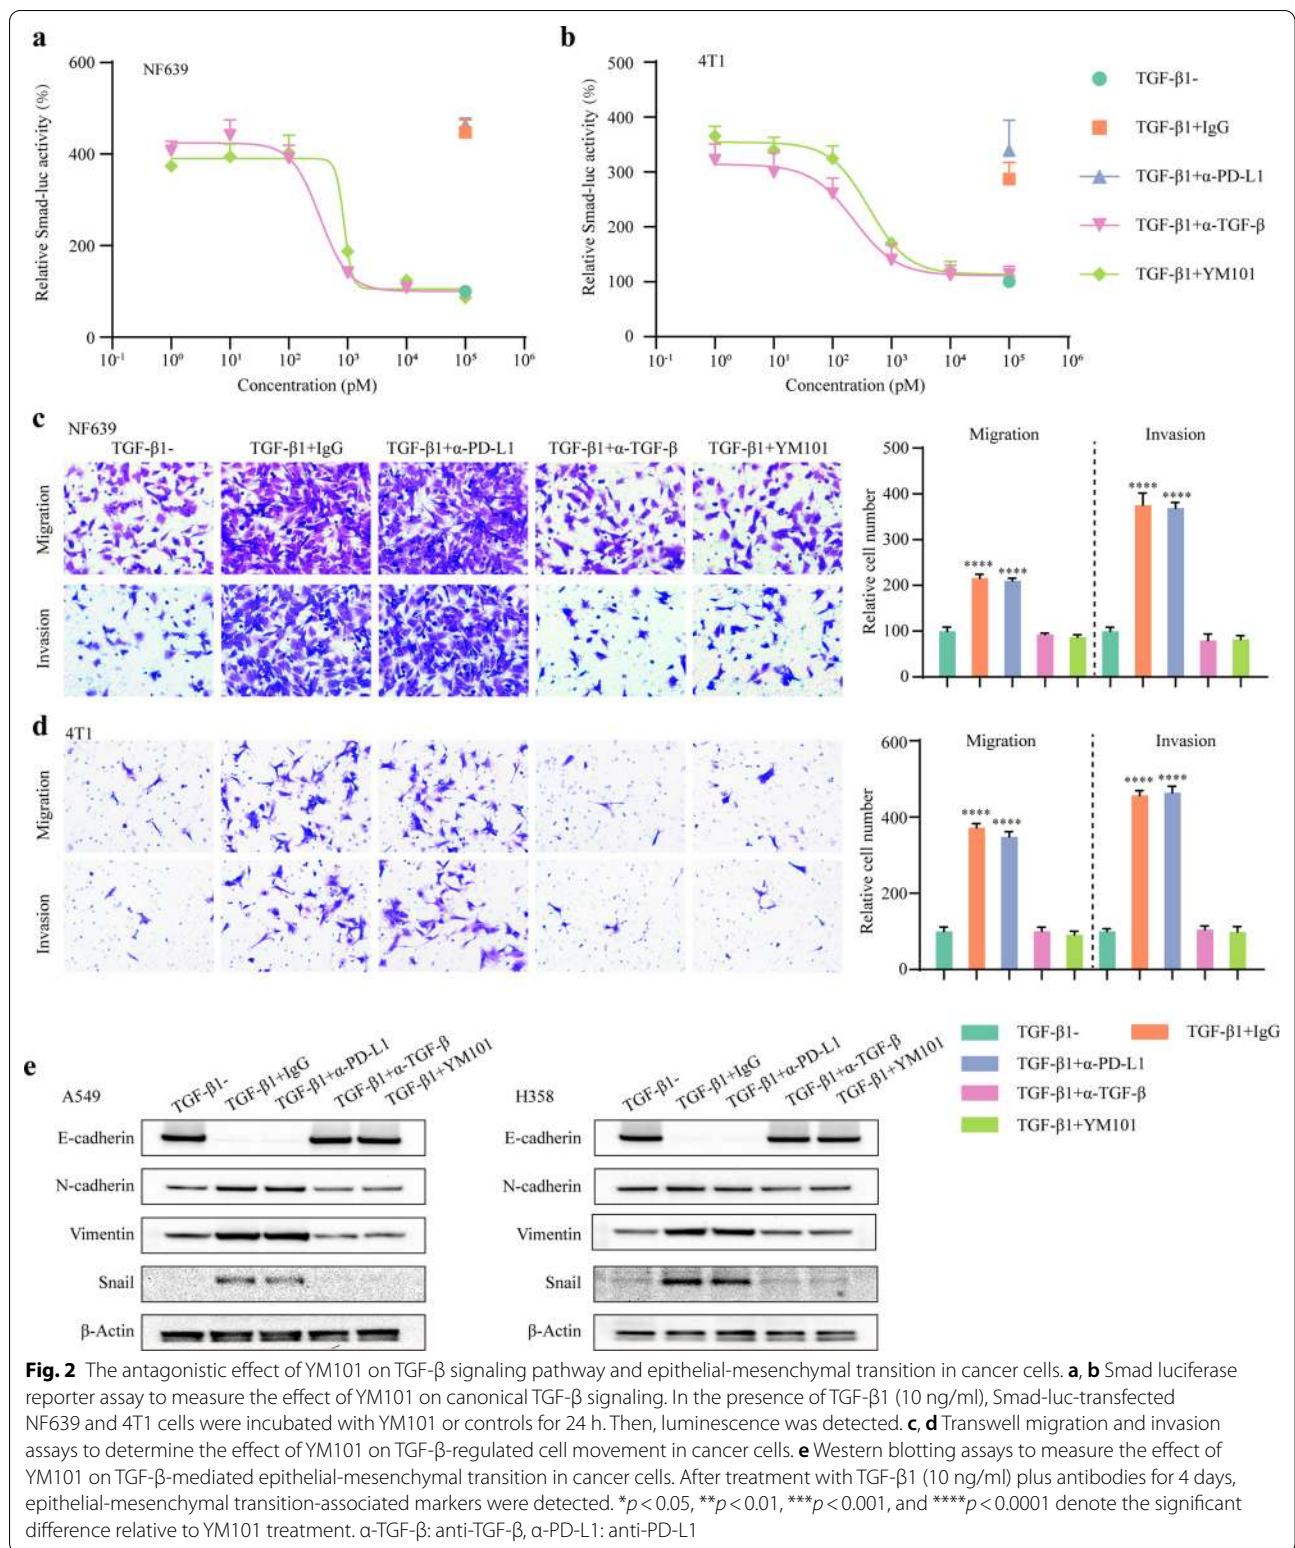 a
600
400
200
0
Relative Smad-luc activity (%)
NF639
10⁻¹ 10⁰ 10¹ 10² 10³ 10⁴ 10⁵ 10⁶
Concentration (pM)
b
500
400
300
200
100
0
Relative Smad-luc activity (%)
4T1
10⁻¹ 10⁰ 10¹ 10² 10³ 10⁴ 10⁵ 10⁶
Concentration (pM)
TGF-β1-
TGF-β1+IgG
TGF-β1+α-PD-L1
TGF-β1+α-TGF-β
TGF-β1+YM101
c
NF639
TGF-β1- TGF-β1+IgG TGF-β1+α-PD-L1 TGF-β1+α-TGF-β TGF-β1+YM101
Migration
Invasion
Migration Invasion
500
400
300
200
100
0
Relative cell number
**** **** **** ****
d
4T1
Migration
Invasion
Migration Invasion
600
400
200
0
Relative cell number
**** **** **** ****
TGF-β1- TGF-β1+IgG
TGF-β1+α-PD-L1
TGF-β1+α-TGF-β
TGF-β1+YM101
e
A549
TGF-β1- TGF-β1+IgG TGF-β1+α-PD-L1 TGF-β1+α-TGF-β TGF-β1+YM101
E-cadherin
N-cadherin
Vimentin
Snail
β-Actin
H358
TGF-β1- TGF-β1+IgG TGF-β1+α-PD-L1 TGF-β1+α-TGF-β TGF-β1+YM101
E-cadherin
N-cadherin
Vimentin
Snail
β-Actin
Fig. 2 The antagonistic effect of YM101 on TGF-β signaling pathway and epithelial-mesenchymal transition in cancer cells. a, b Smad luciferase
reporter assay to measure the effect of YM101 on canonical TGF-β signaling. In the presence of TGF-β1 (10 ng/ml), Smad-luc-transfected
NF639 and 4T1 cells were incubated with YM101 or controls for 24 h. Then, luminescence was detected. c, d Transwell migration and invasion
assays to determine the effect of YM101 on TGF-β-regulated cell movement in cancer cells. e Western blotting assays to measure the effect of
YM101 on TGF-β-mediated epithelial-mesenchymal transition in cancer cells. After treatment with TGF-β1 (10 ng/ml) plus antibodies for 4 days,
epithelial-mesenchymal transition-associated markers were detected. *p < 0.05, **p < 0.01, ***p < 0.001, and ****p < 0.0001 denote the significant
difference relative to YM101 treatment. α-TGF-β: anti-TGF-β, α-PD-L1: anti-PD-L1